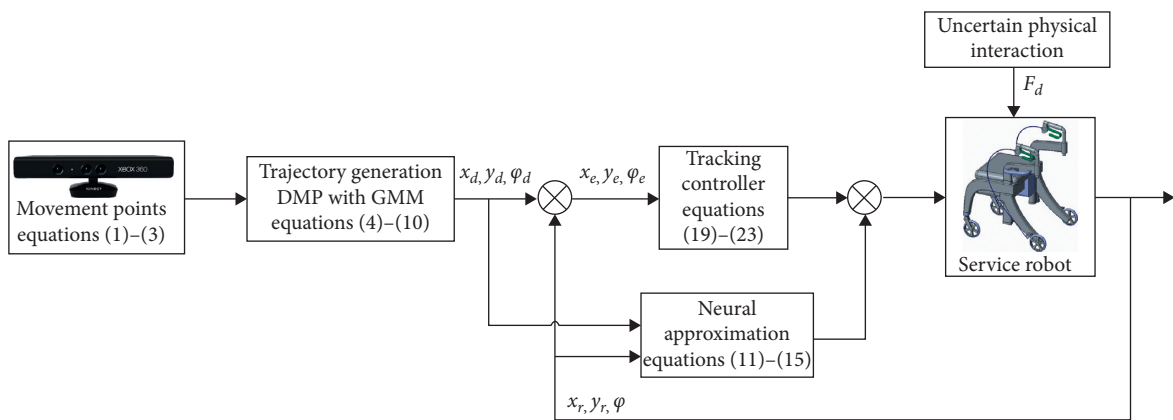 Uncertain physical
interaction
F_d
XBOX 360
KINECT
Movement points
equations (1)–(3)
Trajectory generation
DMP with GMM
equations (4)–(10)
x_d, y_d, φ_d
x_e, y_e, φ_e
Tracking
controller
equations
(19)–(23)
Service robot
Neural
approximation
equations (11)–(15)
x_r, y_r, φ